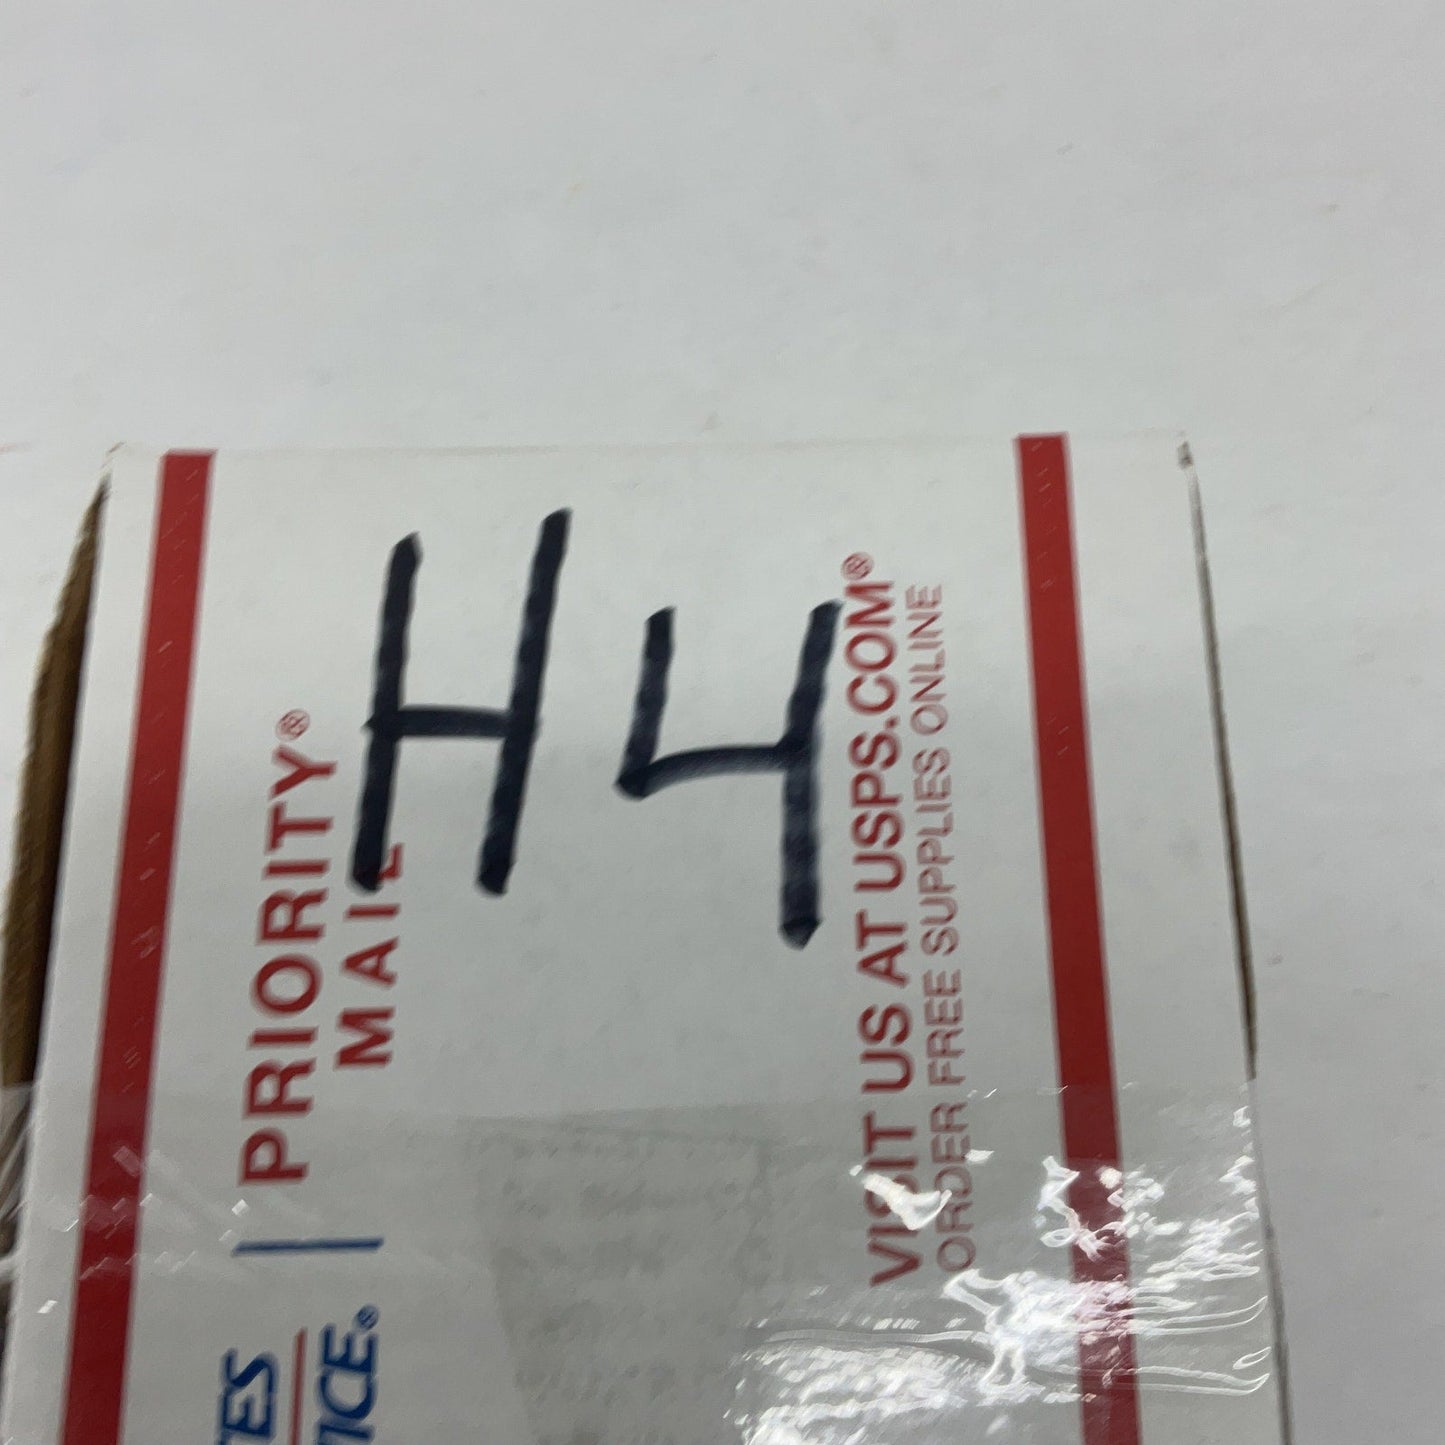 H4
PRIORITY®
MAIL
VISIT US AT USPS.COM®
ORDER FREE SUPPLIES ONLINE